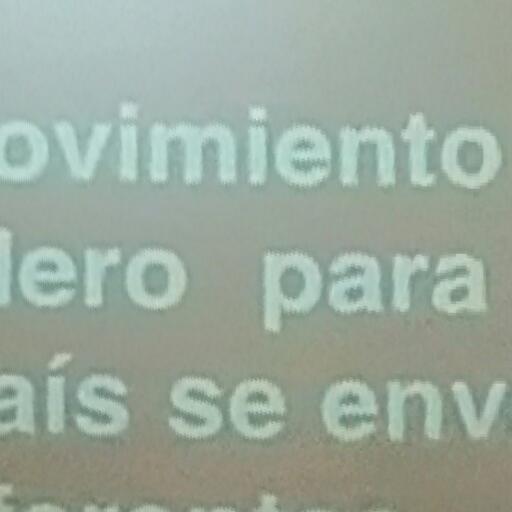 ovimiento
lero para
aís se env